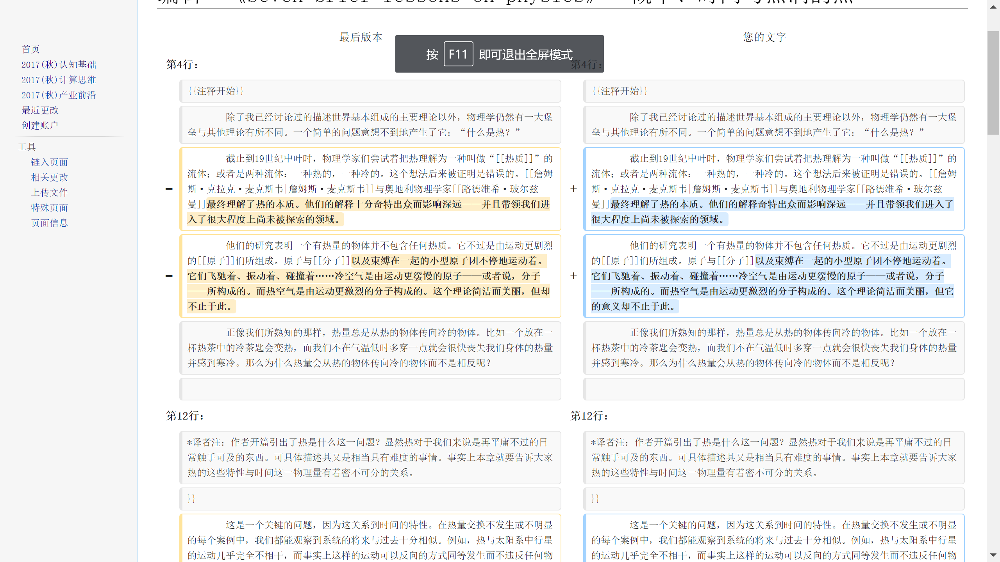 《Seven brief lessons on physics》
最后版本
您的文字
按 F11 即可退出全屏模式
首页
2017(秋)认知基础
2017(秋)计算思维
2017(秋)产业前沿
最近更改
创建账户
工具
链入页面
相关更改
上传文件
特殊页面
页面信息
第4行：
{{注释开始}}
除了我已经讨论过的描述世界基本组成的主要理论以外，物理学仍然有一大堡
垒与其他理论有所不同。一个简单的问题意想不到地产生了它：“什么是热？”
−
截止到19世纪中叶时，物理学家们尝试着把热理解为一种叫做“[[热质]]”的
流体；或者是两种流体：一种热的，一种冷的。这个想法后来被证明是错误的。[[詹姆
斯·克拉克·麦克斯韦|詹姆斯·麦克斯韦]]与奥地利物理学家[[路德维希·玻尔兹
曼]]最终理解了热的本质。他们的解释十分奇特出众而影响深远——并且带领我们进
入了很大程度上尚未被探索的领域。
−
他们的研究表明一个有热量的物体并不包含任何热质。它不过是由运动更剧烈
的[[原子]]们所组成。原子与[[分子]]以及束缚在一起的小型原子团不停地运动着。
它们飞驰着、振动着、碰撞着……冷空气是由运动更缓慢的原子——或者说，分子
——所构成的。而热空气是由运动更激烈的分子构成的。这个理论简洁而美丽，但却
不止于此。
正像我们所熟知的那样，热量总是从热的物体传向冷的物体。比如一个放在一
杯热茶中的冷茶匙会变热，而我们不在气温低时多穿一点就会很快丧失我们身体的热量
并感到寒冷。那么为什么热量会从热的物体传向冷的物体而不是相反呢？
第12行：
*译者注：作者开篇引出了热是什么这一问题？显然热对于我们来说是再平庸不过的日
常触手可及的东西。可具体描述其又是相当具有难度的事情。事实上本章就要告诉大家
热的这些特性与时间这一物理量有着密不可分的关系。
}}
这是一个关键的问题，因为这关系到时间的特性。在热量交换不发生或不明显
的每个案例中，我们都能观察到系统的将来与过去十分相似。例如，热与太阳系中行星
的运动几乎完全不相干，而事实上这样的运动可以反向的方式同等发生而不违反任何物
第4行：
{{注释开始}}
除了我已经讨论过的描述世界基本组成的主要理论以外，物理学仍然有一大堡
垒与其他理论有所不同。一个简单的问题意想不到地产生了它：“什么是热？”
+
截止到19世纪中叶时，物理学家们尝试着把热理解为一种叫做“[[热质]]”的
流体；或者是两种流体：一种热的，一种冷的。这个想法后来被证明是错误的。[[詹姆
斯·克拉克·麦克斯韦|詹姆斯·麦克斯韦]]与奥地利物理学家[[路德维希·玻尔兹
曼]]最终理解了热的本质。他们的解释奇特出众而影响深远——并且带领我们进入了
很大程度上尚未被探索的领域。
+
他们的研究表明一个有热量的物体并不包含任何热质。它不过是由运动更剧烈
的[[原子]]们所组成。原子与[[分子]]以及束缚在一起的小型原子团不停地运动着。
它们飞驰着、振动着、碰撞着……冷空气是由运动更缓慢的原子——或者说，分子
——所构成的。而热空气是由运动更激烈的分子构成的。这个理论简洁而美丽，但它
的意义却不止于此。
正像我们所熟知的那样，热量总是从热的物体传向冷的物体。比如一个放在一
杯热茶中的冷茶匙会变热，而我们不在气温低时多穿一点就会很快丧失我们身体的热量
并感到寒冷。那么为什么热量会从热的物体传向冷的物体而不是相反呢？
第12行：
*译者注：作者开篇引出了热是什么这一问题？显然热对于我们来说是再平庸不过的日
常触手可及的东西。可具体描述其又是相当具有难度的事情。事实上本章就要告诉大家
热的这些特性与时间这一物理量有着密不可分的关系。
}}
这是一个关键的问题，因为这关系到时间的特性。在热量交换不发生或不明显
的每个案例中，我们都能观察到系统的将来与过去十分相似。例如，热与太阳系中行星
的运动几乎完全不相干，而事实上这样的运动可以反向的方式同等发生而不违反任何物